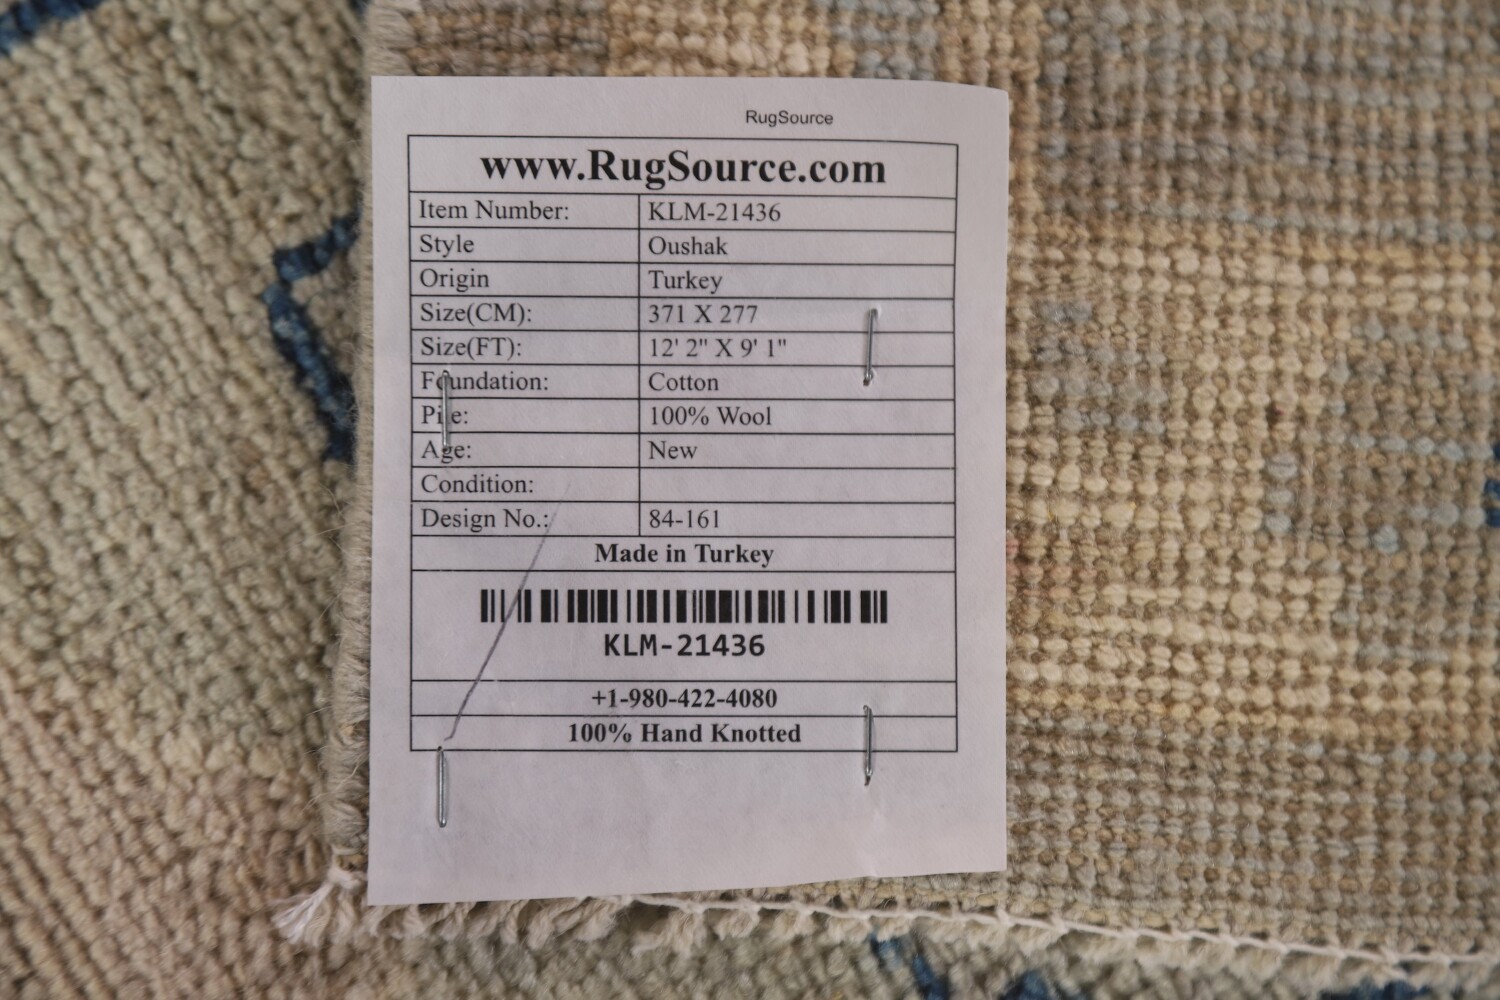 RugSource
www.RugSource.com
Item Number: KLM-21436
Style Oushak
Origin Turkey
Size(CM): 371 X 277
Size(FT): 12' 2" X 9' 1"
Foundation: Cotton
Pile: 100% Wool
Age: New
Condition:
Design No.: 84-161
Made in Turkey
KLM-21436
+1-980-422-4080
100% Hand Knotted